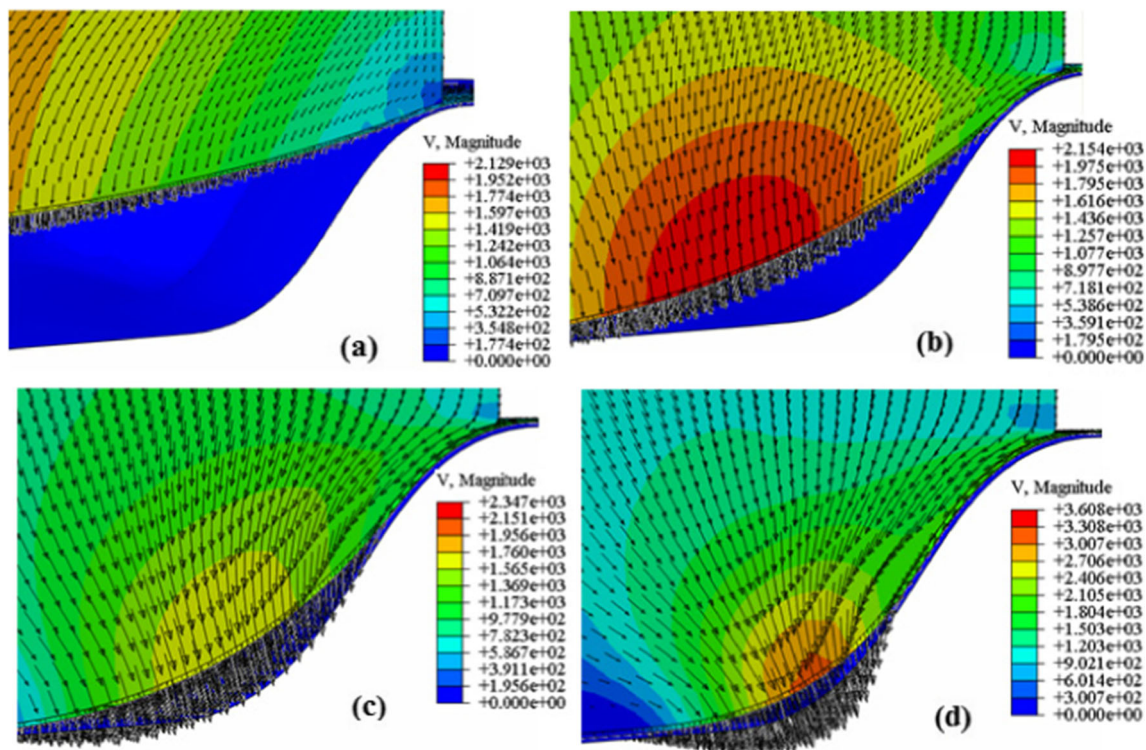 V, Magnitude
+2.129e+03
+1.952e+03
+1.774e+03
+1.597e+03
+1.419e+03
+1.242e+03
+1.064e+03
+8.871e+02
+7.097e+02
+5.322e+02
+3.548e+02
+1.774e+02
+0.000e+00
(a)
V, Magnitude
+2.154e+03
+1.975e+03
+1.795e+03
+1.616e+03
+1.436e+03
+1.257e+03
+1.077e+03
+8.977e+02
+7.181e+02
+5.386e+02
+3.591e+02
+1.795e+02
+0.000e+00
(b)
V, Magnitude
+2.347e+03
+2.151e+03
+1.956e+03
+1.760e+03
+1.565e+03
+1.369e+03
+1.173e+03
+9.779e+02
+7.823e+02
+5.867e+02
+3.911e+02
+1.956e+02
+0.000e+00
(c)
V, Magnitude
+3.608e+03
+3.308e+03
+3.007e+03
+2.706e+03
+2.406e+03
+2.105e+03
+1.804e+03
+1.503e+03
+1.203e+03
+9.021e+02
+6.014e+02
+3.007e+02
+0.000e+00
(d)